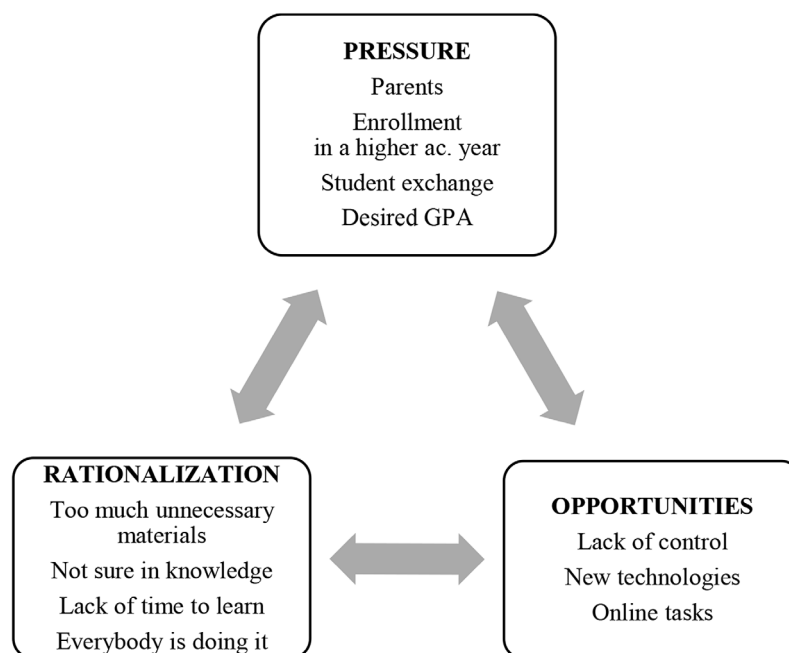 PRESSURE
Parents
Enrollment
in a higher ac. year
Student exchange
Desired GPA
RATIONALIZATION
Too much unnecessary
materials
Not sure in knowledge
Lack of time to learn
Everybody is doing it
OPPORTUNITIES
Lack of control
New technologies
Online tasks